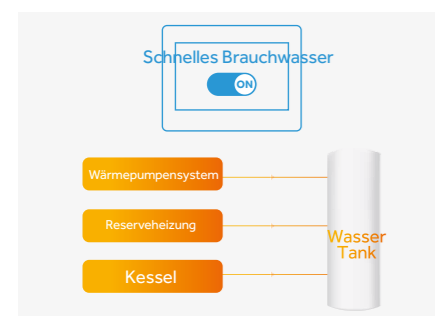 Schnelles Brauchwasser
ON
Wärmepumpensystem
Reserveheizung
Wasser
Tank
Kessel